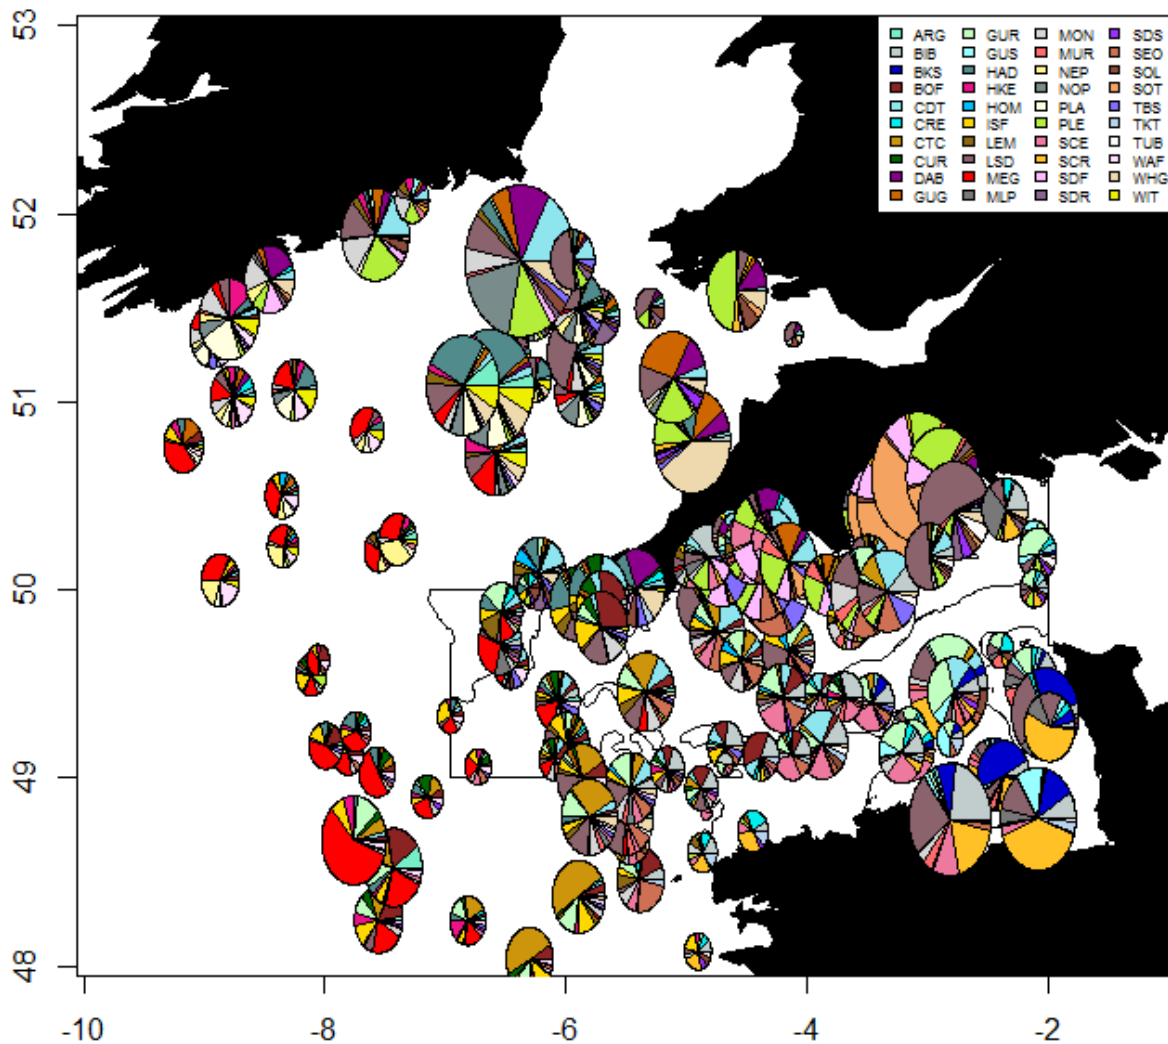 53
ARG GUR MON SDS
BIB GUS MUR SEO
BKS HAD NEP SOL
BOF HKE NOP SOT
CDT HOM PLA TBS
CRE ISF PLE TKT
CTC LEM SCE TUB
CUR LSD SCR WAF
DAB MEG SDF WHG
GUG MLP SDR WIT
52
51
50
49
48
-10 -8 -6 -4 -2